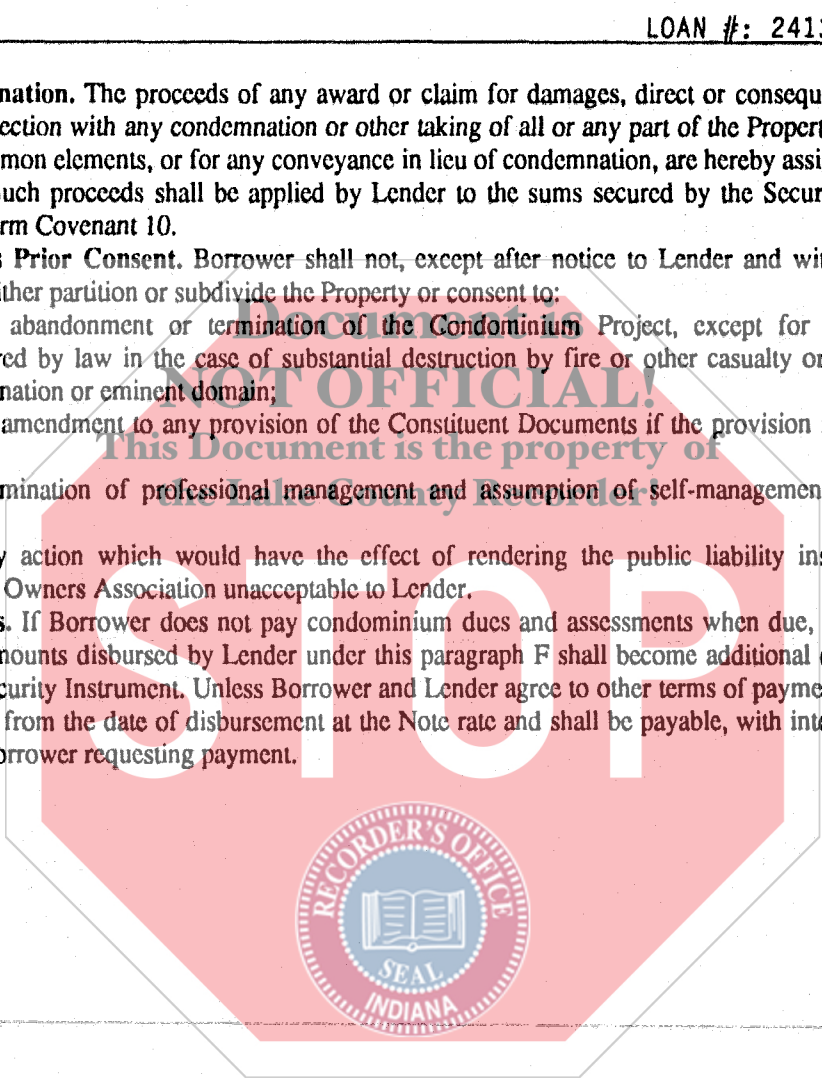 LOAN #: 2413
nation. The proceeds of any award or claim for damages, direct or consequ
ection with any condemnation or other taking of all or any part of the Propert
mon elements, or for any conveyance in lieu of condemnation, are hereby assi
uch proceeds shall be applied by Lender to the sums secured by the Secur
rm Covenant 10.
s Prior Consent. Borrower shall not, except after notice to Lender and wi
ither partition or subdivide the Property or consent to:
Document is
abandonment or termination of the Condominium Project, except for
red by law in the case of substantial destruction by fire or other casualty or
NOT OFFICIAL!
nation or eminent domain;
amendment to any provision of the Constituent Documents if the provision
This Document is the property of
the Lake County Recorder!
mination of professional management and assumption of self-managemen
y action which would have the effect of rendering the public liability ins
Owners Association unacceptable to Lender.
s. If Borrower does not pay condominium dues and assessments when due,
nounts disbursed by Lender under this paragraph F shall become additional
curity Instrument. Unless Borrower and Lender agree to other terms of payme
from the date of disbursement at the Note rate and shall be payable, with inte
orrower requesting payment.
STOP
RECORDER'S OFFICE
SEAL
INDIANA